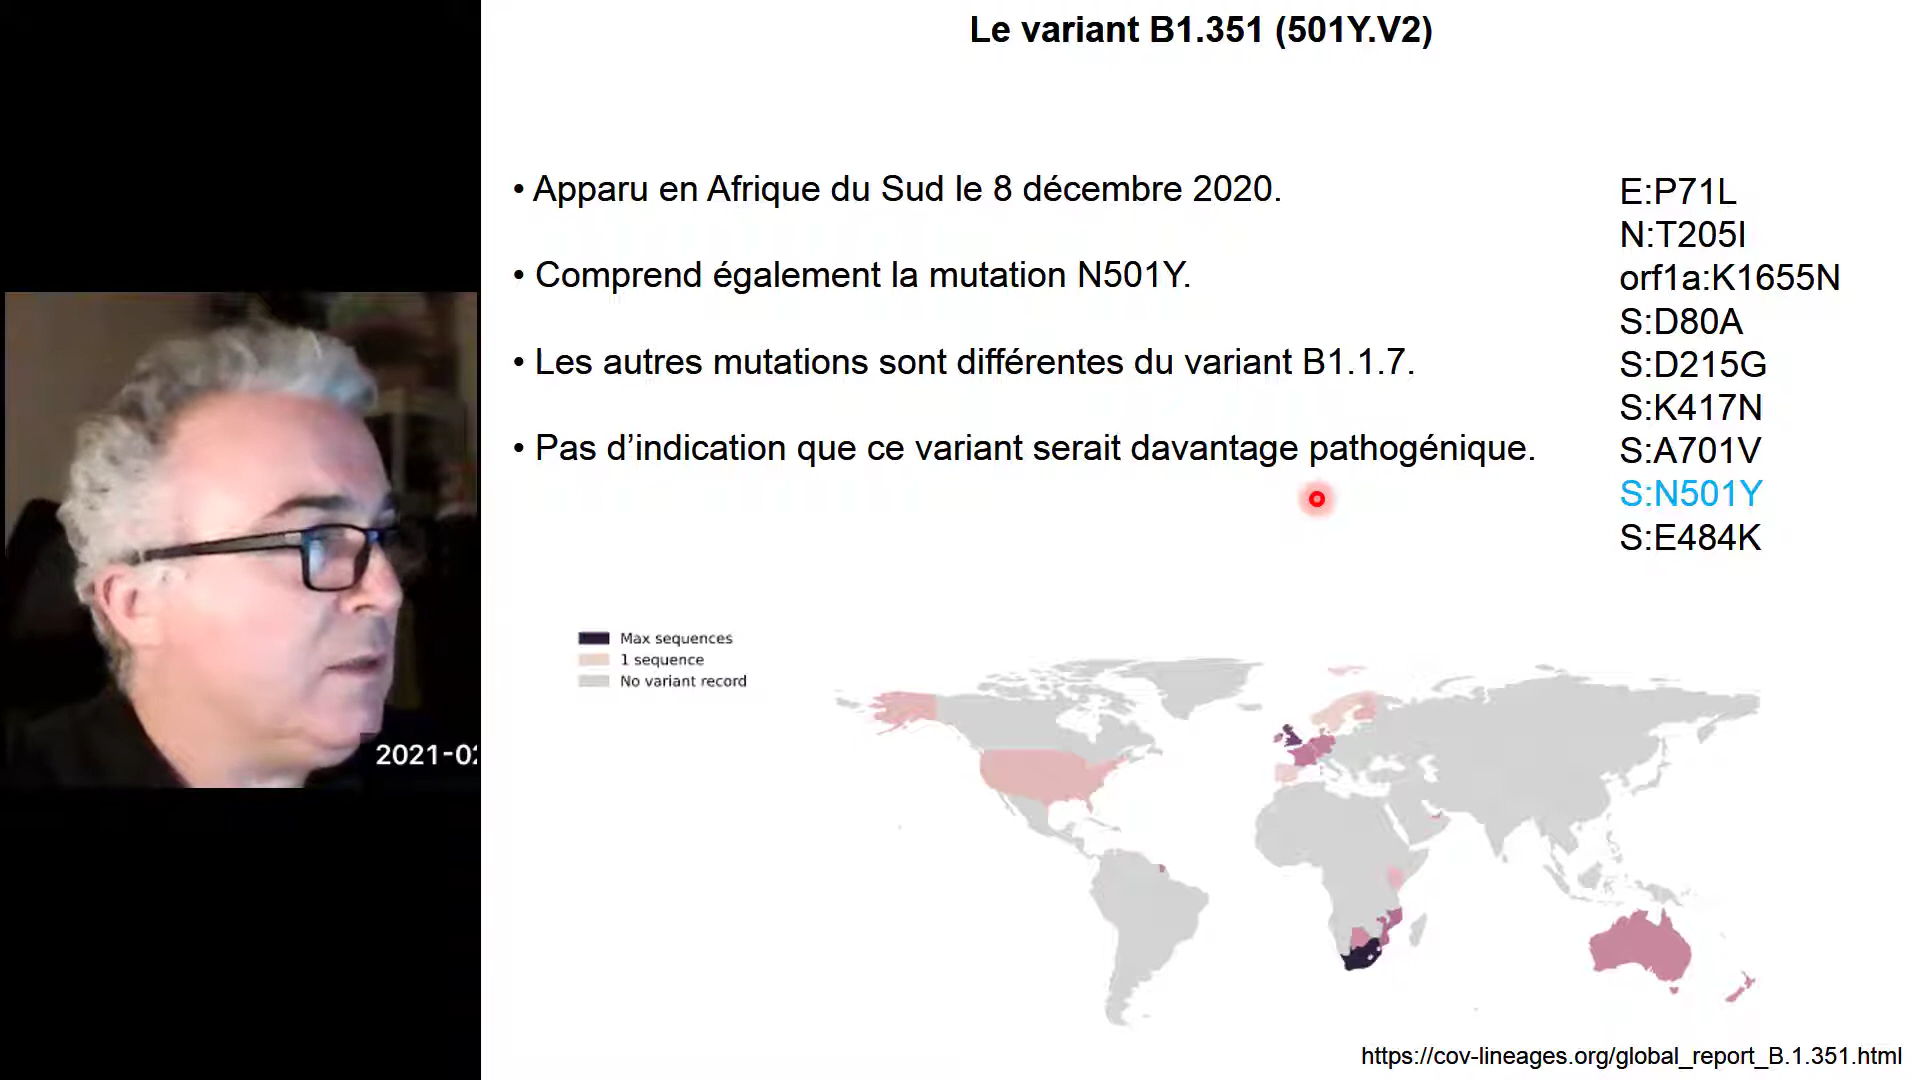 Le variant B1.351 (501Y.V2)
• Apparu en Afrique du Sud le 8 décembre 2020.
• Comprend également la mutation N501Y.
• Les autres mutations sont différentes du variant B1.1.7.
• Pas d’indication que ce variant serait davantage pathogénique.
E:P71L
N:T205I
orf1a:K1655N
S:D80A
S:D215G
S:K417N
S:A701V
S:N501Y
S:E484K
2021-02
Max sequences
1 sequence
No variant record
https://cov-lineages.org/global_report_B.1.351.html